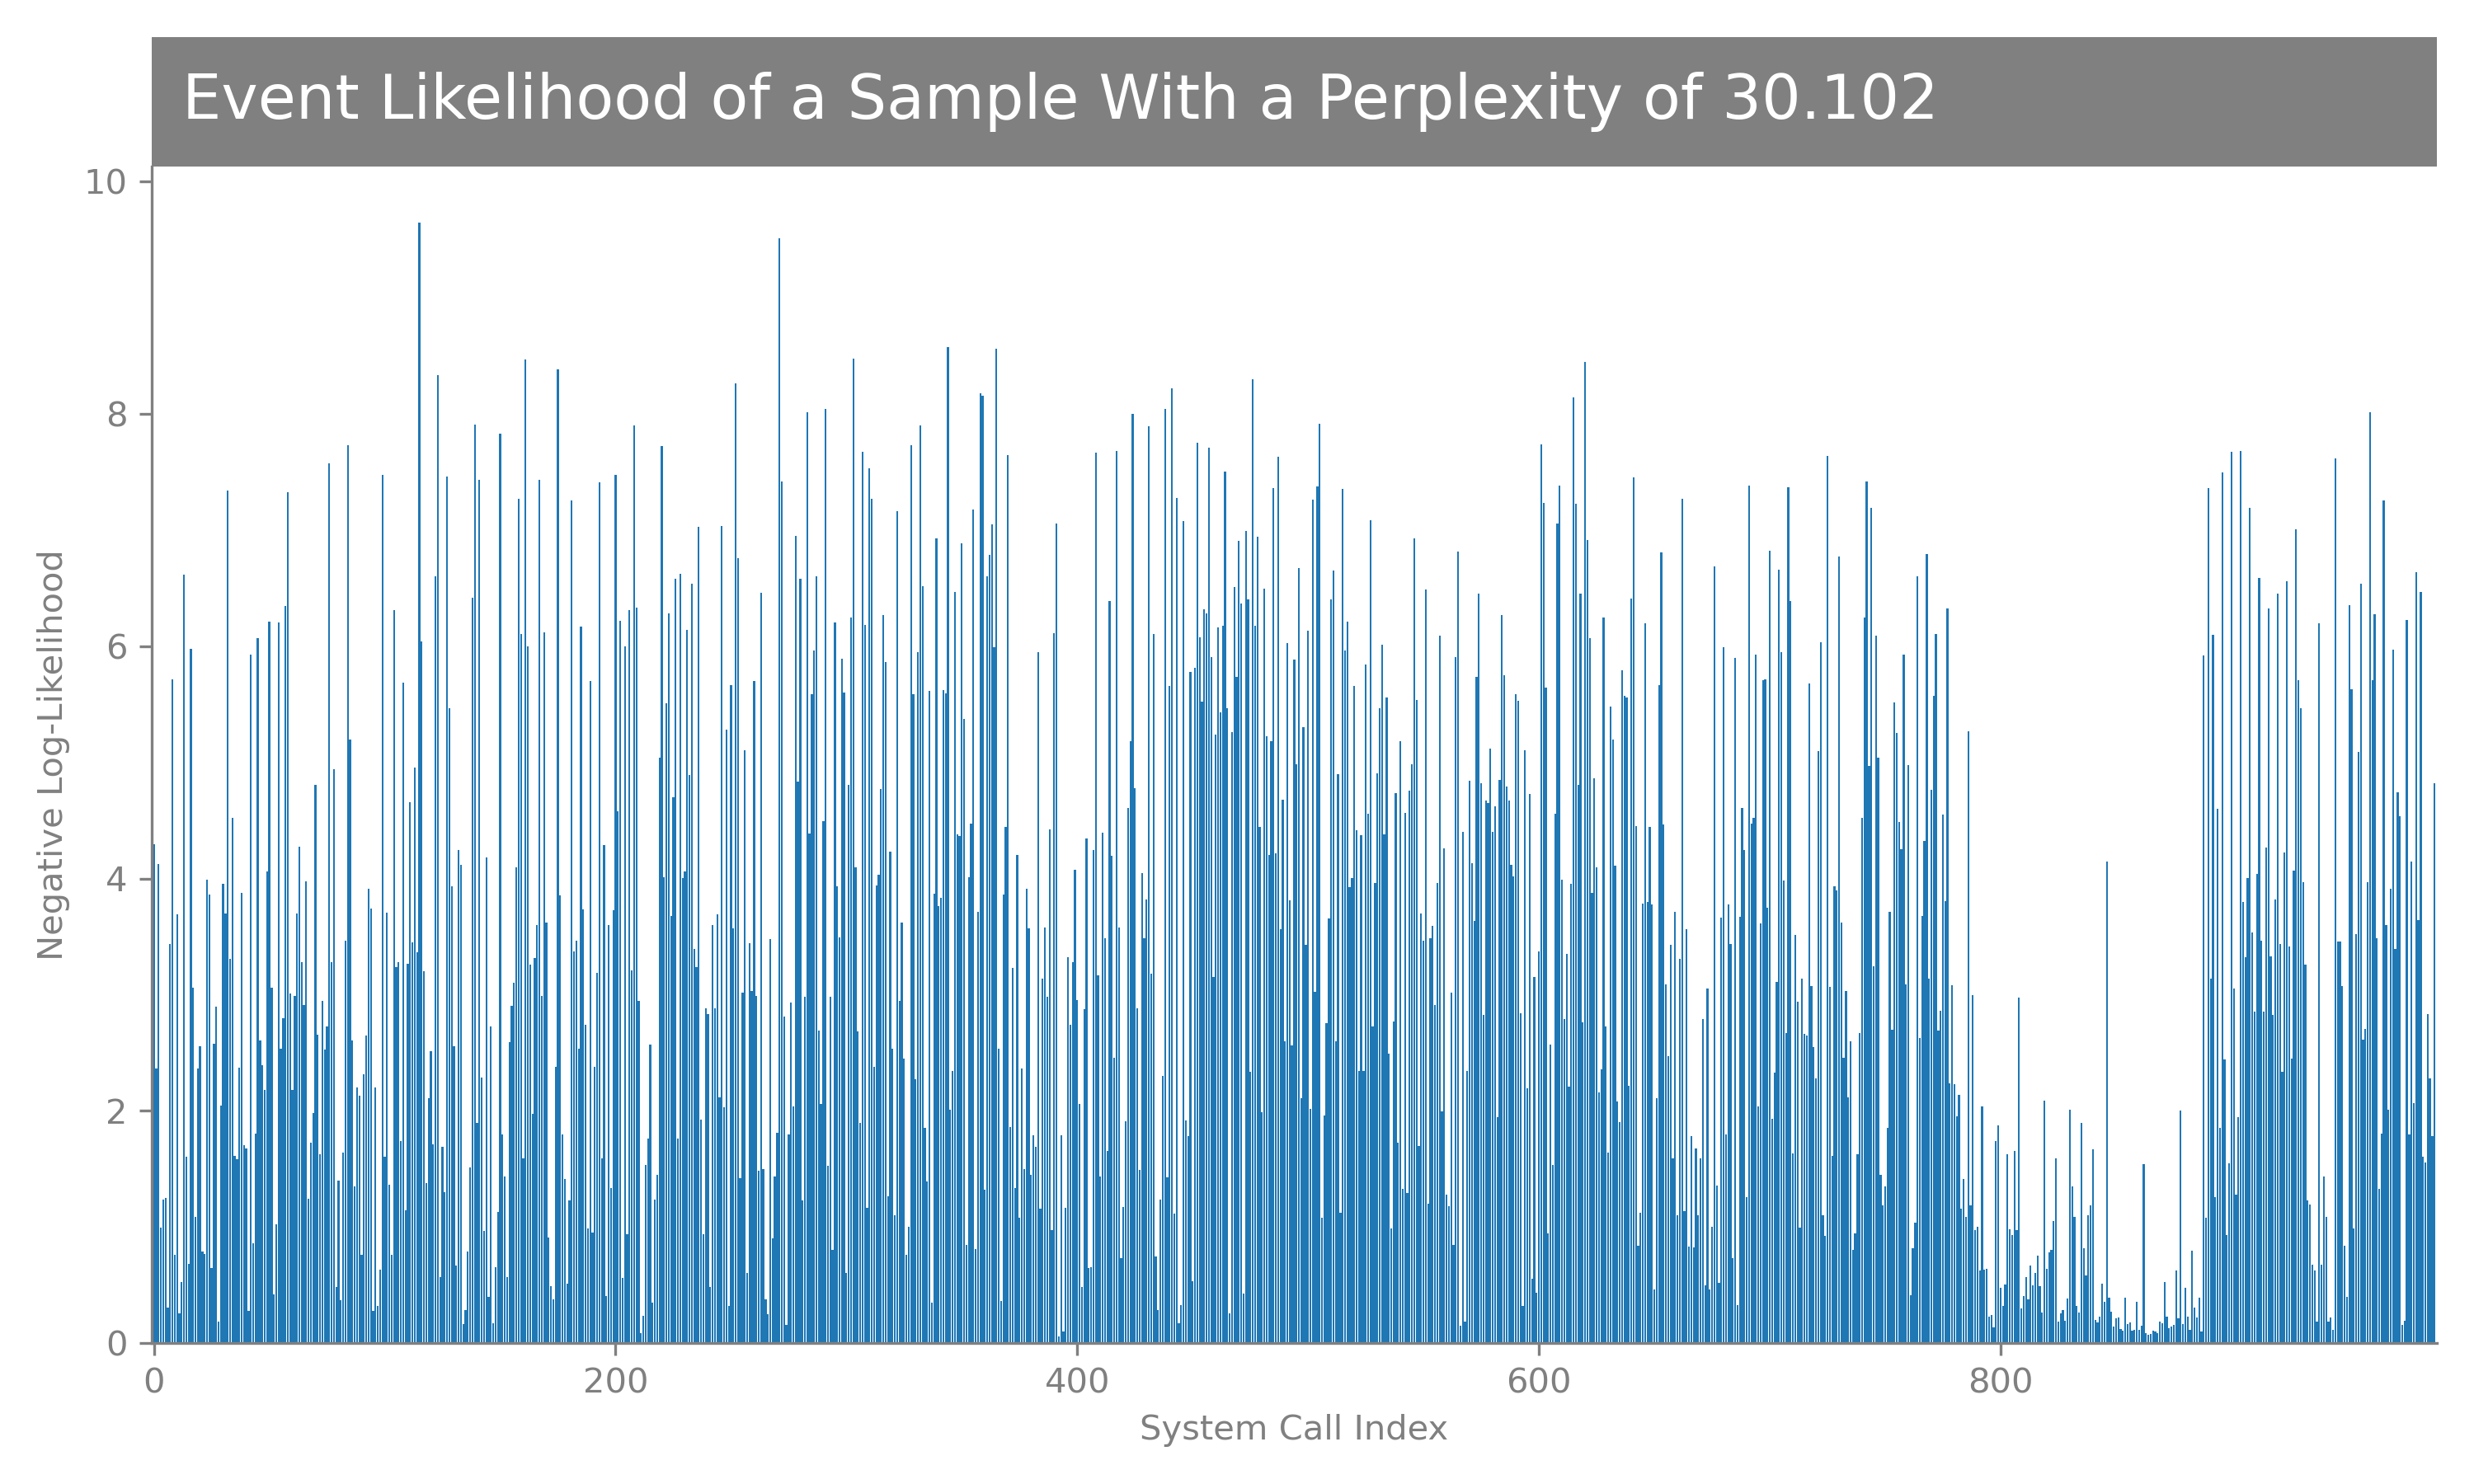 Event Likelihood of a Sample With a Perplexity of 30.102
10
8
6
4
2
0
Negative Log-Likelihood
0 200 400 600 800
System Call Index